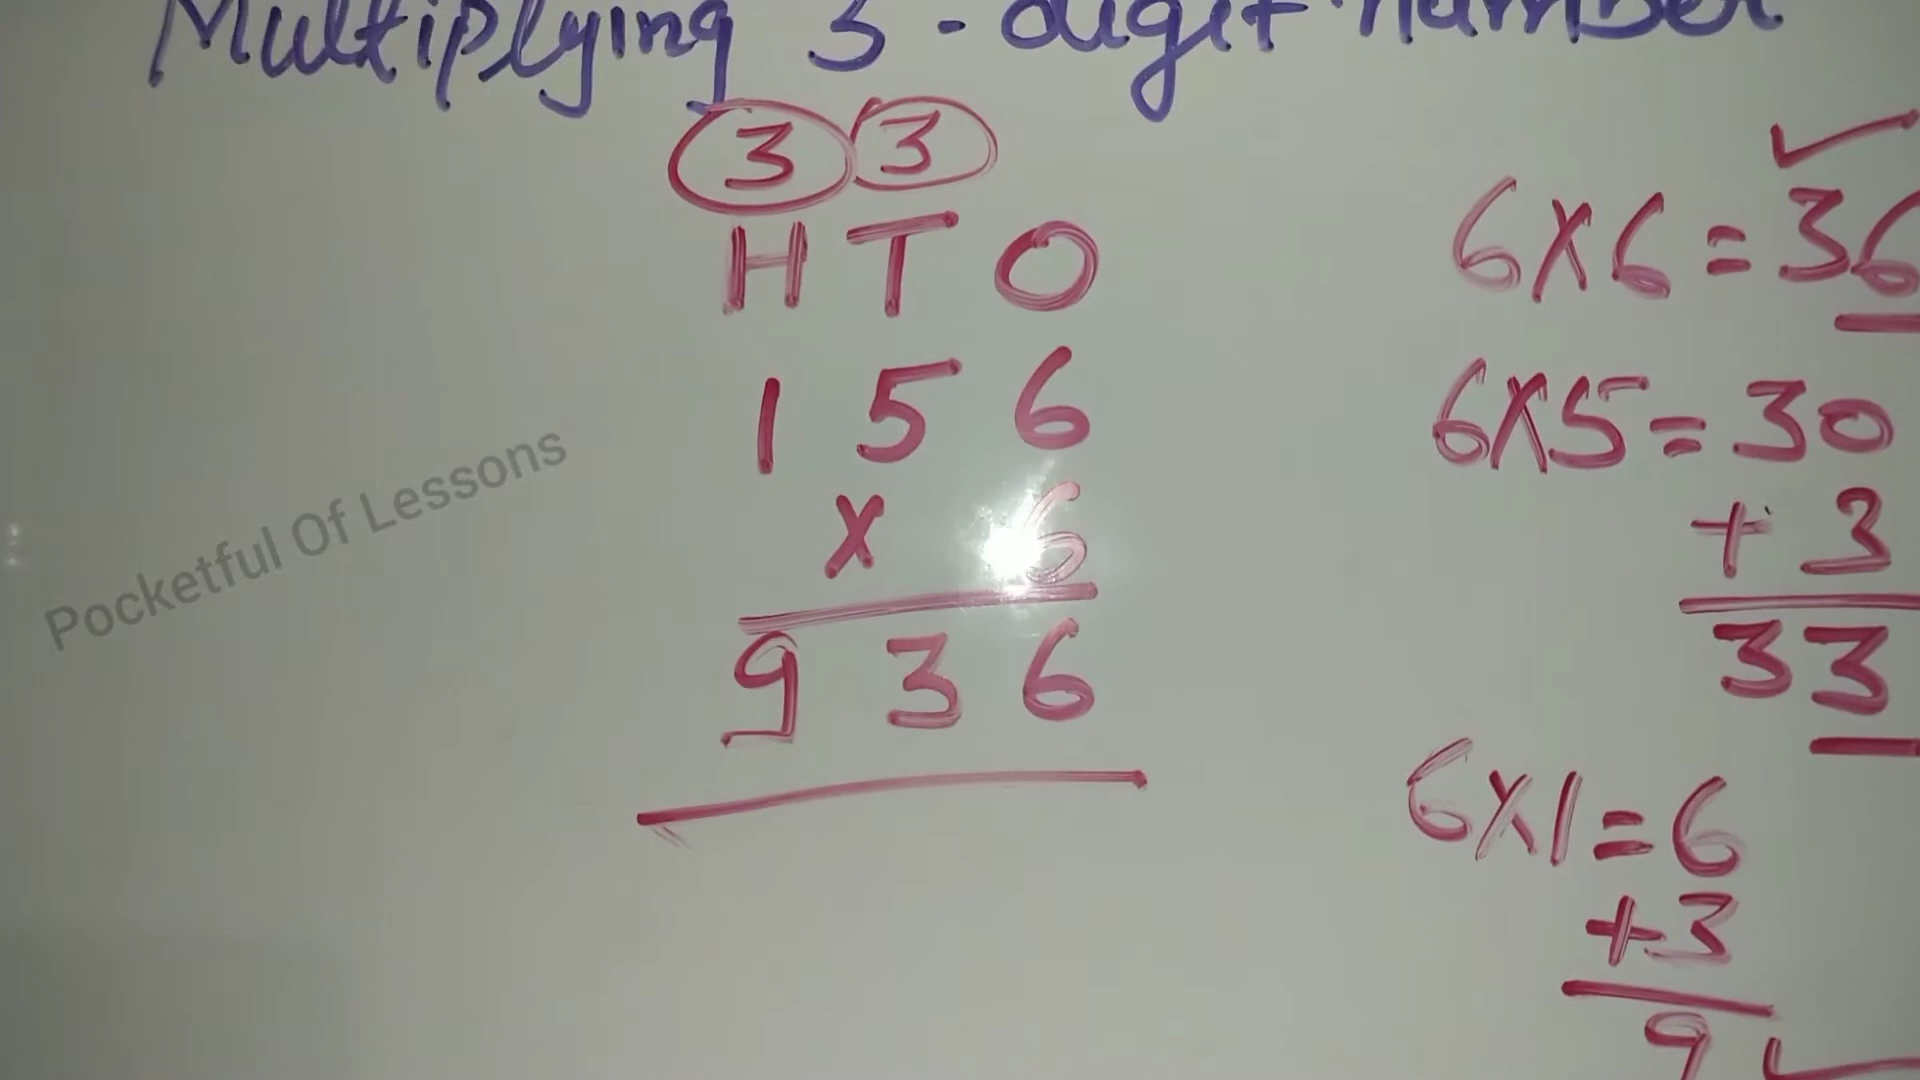 Multiplying 3-digit number
3 3
H T O
1 5 6
x 6
9 3 6
6x6=36
6x5=30
+ 3
33
6x1=6
+3
9
Pocketful Of Lessons